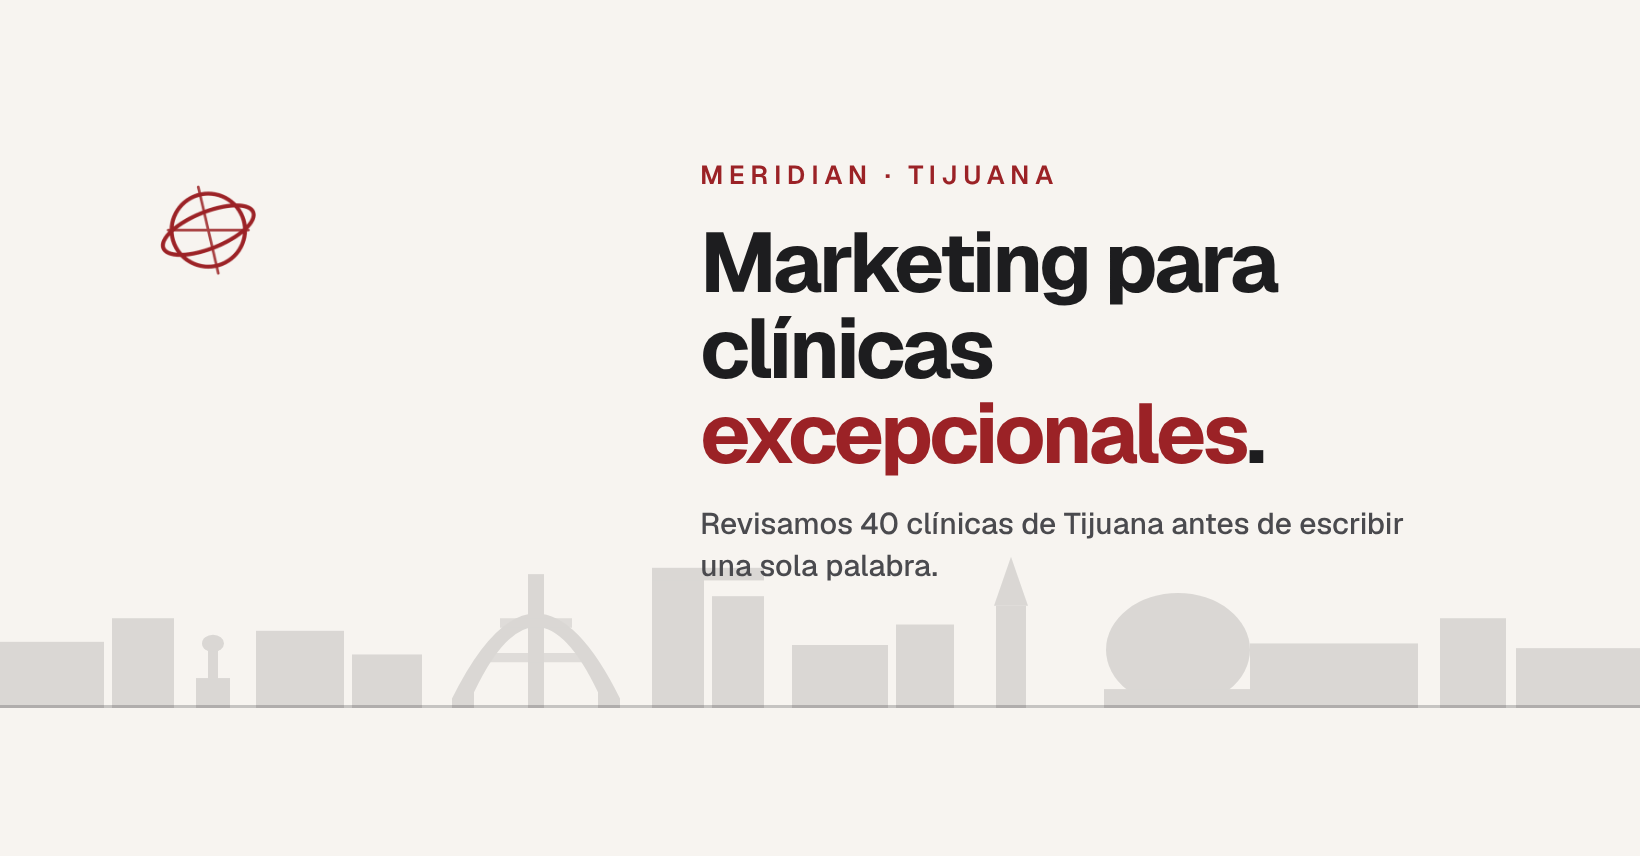 MERIDIAN · TIJUANA
Marketing para
clínicas
excepcionales.
Revisamos 40 clínicas de Tijuana antes de escribir
una sola palabra.